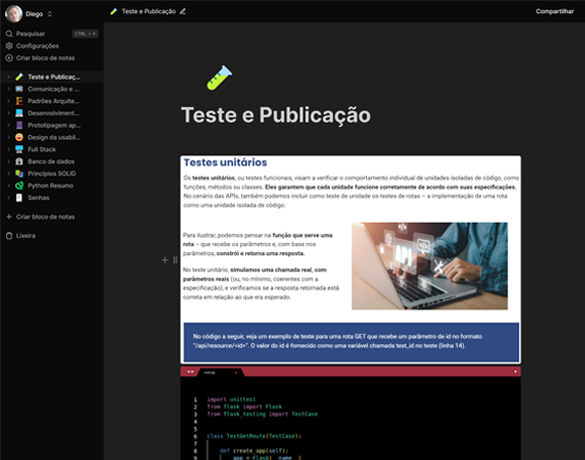 Diego
Teste e Publicação
Compartilhar
Pesquisar
CTRL + K
Configurações
Criar bloco de notas
Teste e Publicaç...
Comunicação e ...
Padrões Arquite...
Desenvolviment...
Prototipagem ap...
Design da usabil...
Full Stack
Banco de dados
Princípios SOLID
Python Resumo
Senhas
Criar bloco de notas
Lixeira
Teste e Publicação
Testes unitários
Os testes unitários, ou testes funcionais, visam a verificar o comportamento individual de unidades isoladas de código, como
funções, métodos ou classes. Eles garantem que cada unidade funcione corretamente de acordo com suas especificações.
No cenário das APIs, também podemos incluir como teste de unidade os testes de rotas – a implementação de uma rota
como uma unidade isolada de código.
Para ilustrar, podemos pensar na função que serve uma
rota – que recebe os parâmetros e, com base nos
parâmetros, constrói e retorna uma resposta.
No teste unitário, simulamos uma chamada real, com
parâmetros reais (ou, no mínimo, coerentes com a
especificação), e verificamos se a resposta retornada está
correta em relação ao que era esperado.
API
No código a seguir, veja um exemplo de teste para uma rota GET que recebe um parâmetro de id no formato
"/api/resource/<id>". O valor do id é fornecido como uma variável chamada test_id no teste (linha 14).
1 import unittest
2 from flask import Flask
3 from flask_testing import TestCase
4
5
6 class TestGetRoute(TestCase):
7
8 def create_app(self):
9 app = Flask(__name__)